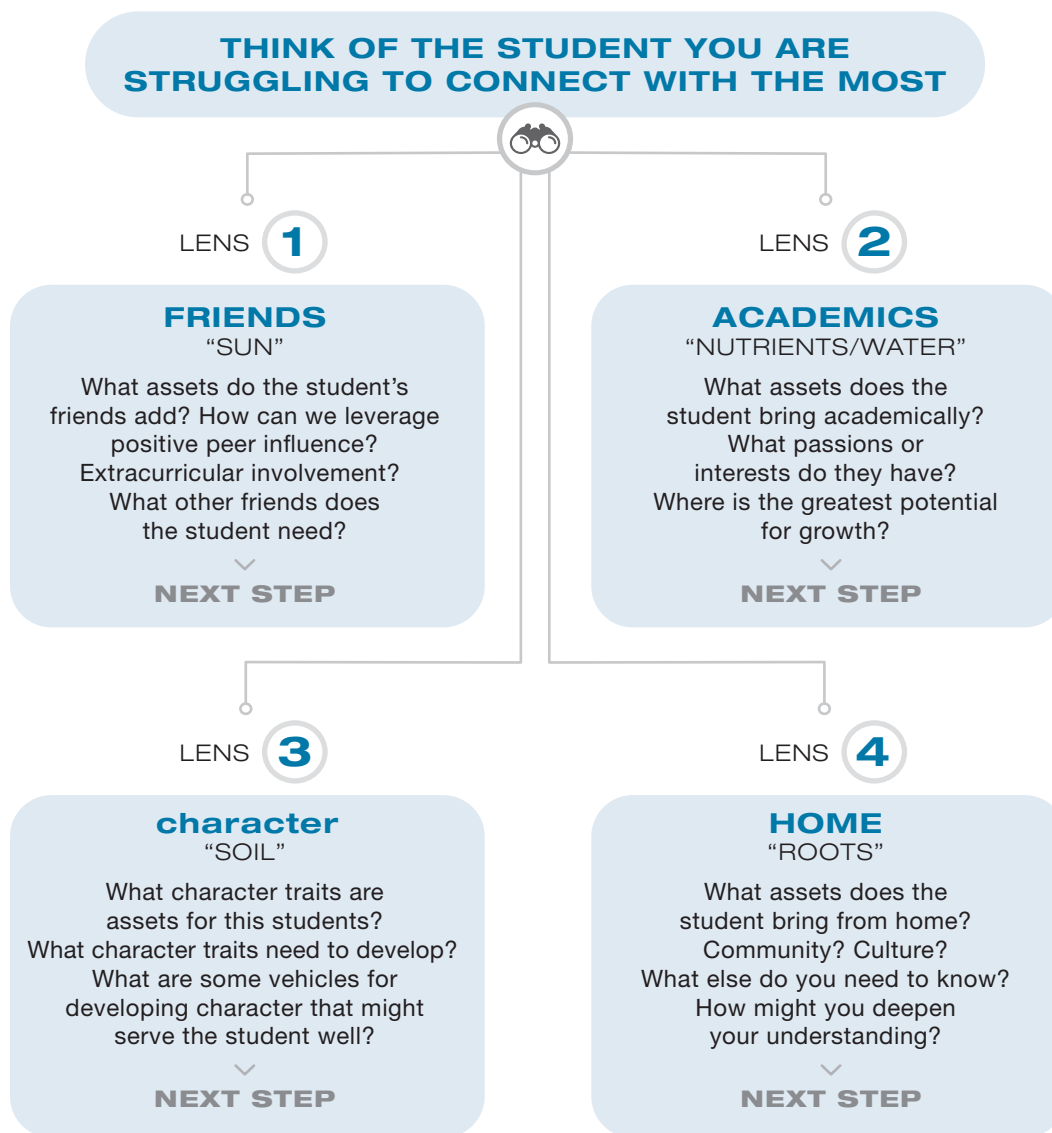 THINK OF THE STUDENT YOU ARE
STRUGGLING TO CONNECT WITH THE MOST
LENS 1
FRIENDS
“SUN”
What assets do the student’s
friends add? How can we leverage
positive peer influence?
Extracurricular involvement?
What other friends does
the student need?
NEXT STEP
LENS 2
ACADEMICS
“NUTRIENTS/WATER”
What assets does the
student bring academically?
What passions or
interests do they have?
Where is the greatest potential
for growth?
NEXT STEP
LENS 3
character
“SOIL”
What character traits are
assets for this students?
What character traits need to develop?
What are some vehicles for
developing character that might
serve the student well?
NEXT STEP
LENS 4
HOME
“ROOTS”
What assets does the
student bring from home?
Community? Culture?
What else do you need to know?
How might you deepen
your understanding?
NEXT STEP